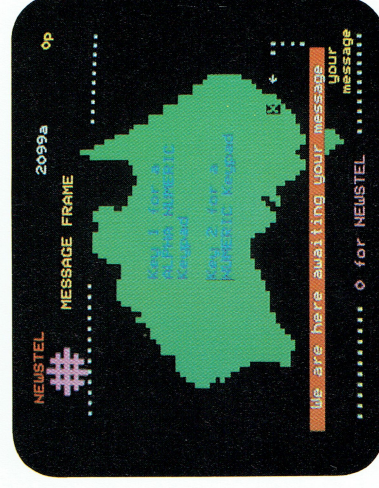 NEWSTEL 2099a 0p
MESSAGE FRAME
Key 1 for a
ALPHA NUMERIC
Keypad
Key 2 for a
NUMERIC Keypad
X ←
We are here awaiting your message
your
message
0 for NEWSTEL